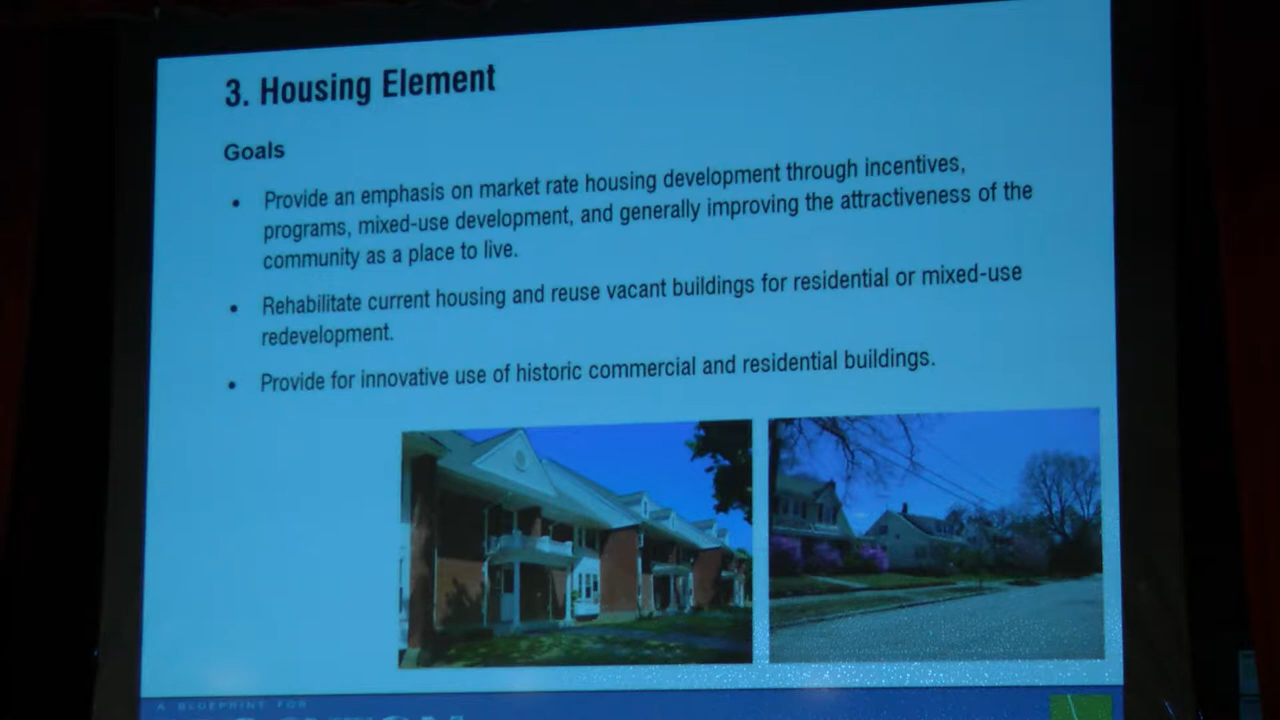 3. Housing Element
Goals
• Provide an emphasis on market rate housing development through incentives,
programs, mixed-use development, and generally improving the attractiveness of the
community as a place to live.
• Rehabilitate current housing and reuse vacant buildings for residential or mixed-use
redevelopment.
• Provide for innovative use of historic commercial and residential buildings.
A BLUEPRINT FOR